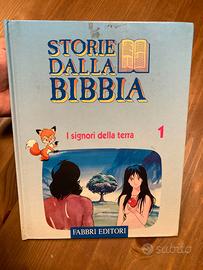 STORIE
DALLA
BIBBIA
I signori della terra 1
FABBRI EDITORI
subito